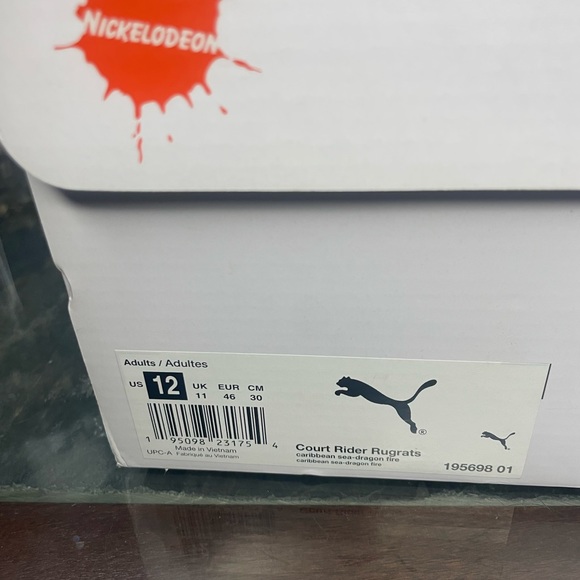 NICKELODEON
Adults / Adultes
US 12 UK 11 EUR 46 CM 30
1 95098 23175 4
UPC-A Made in Vietnam
Fabriqué au Vietnam
Court Rider Rugrats
caribbean sea-dragon fire
caribbean sea-dragon fire
195698 01